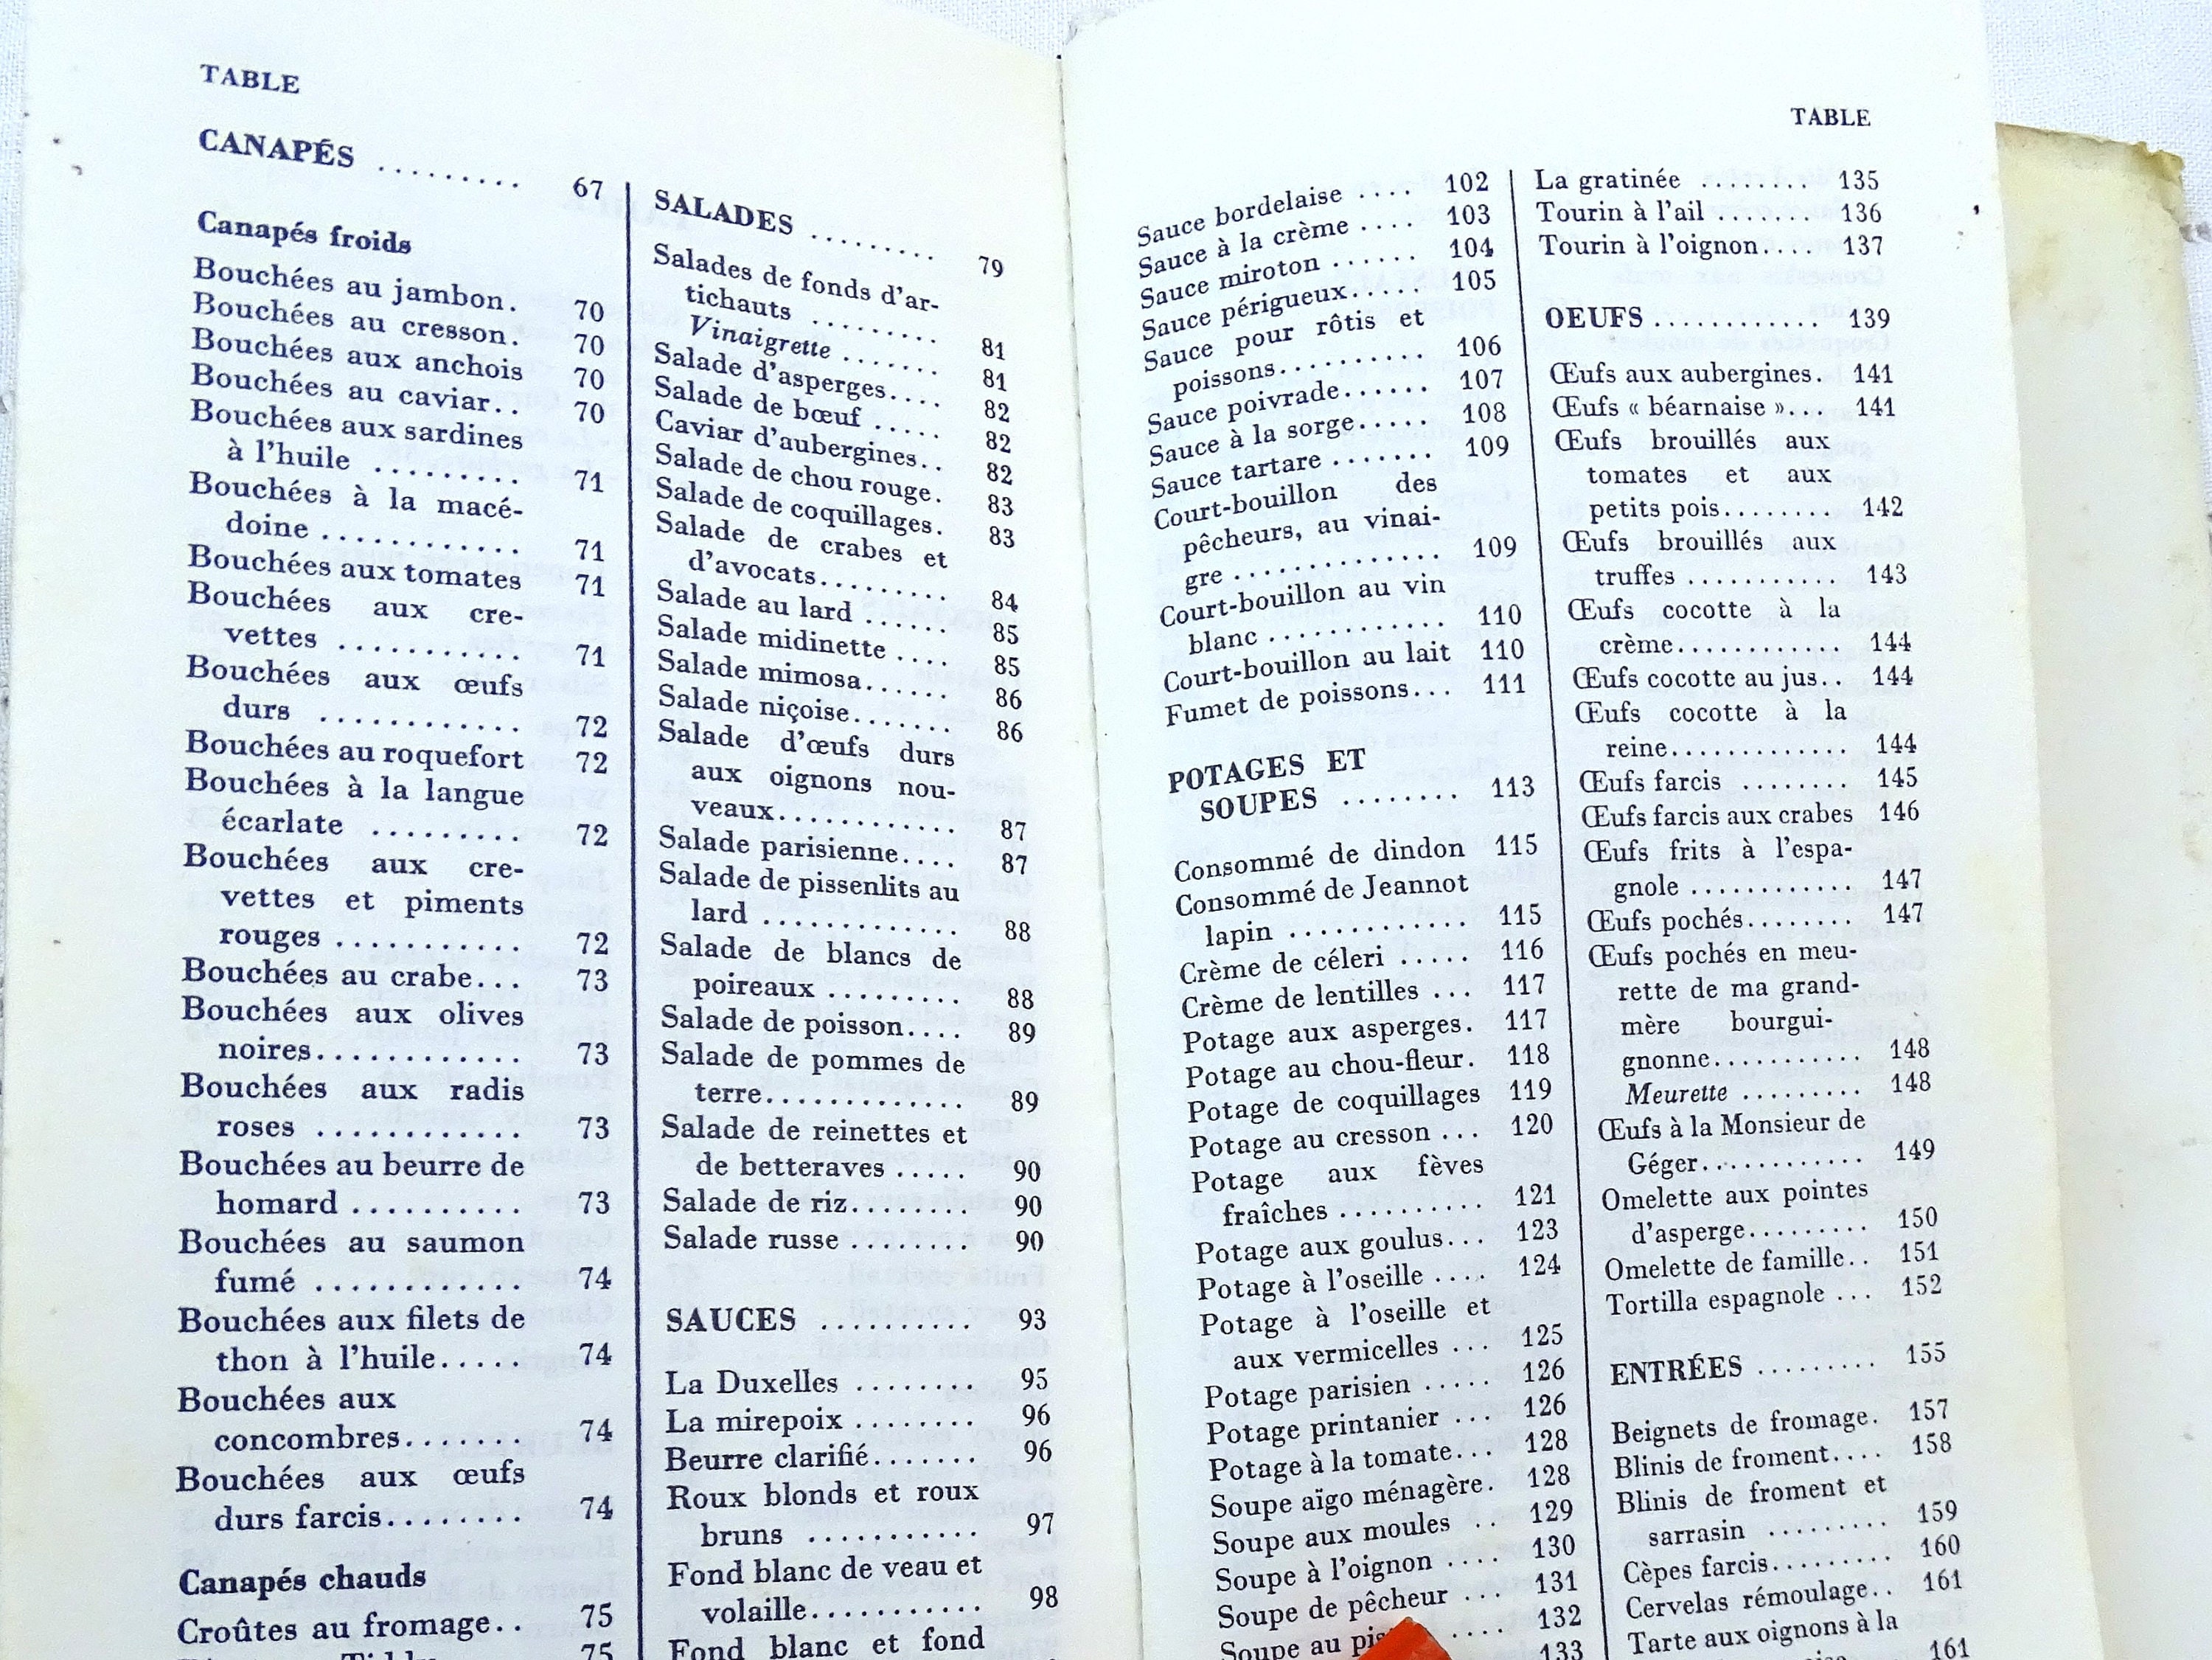 TABLE
CANAPÉS ......... 67
Canapés froids
Bouchées au jambon. 70
Bouchées au cresson. 70
Bouchées aux anchois 70
Bouchées au caviar.. 70
Bouchées aux sardines
à l'huile ........ 71
Bouchées à la macé-
doine ............ 71
Bouchées aux tomates 71
Bouchées aux cre-
vettes ........... 71
Bouchées aux œufs
durs ............ 72
Bouchées au roquefort 72
Bouchées à la langue
écarlate ......... 72
Bouchées aux cre-
vettes et piments
rouges ........... 72
Bouchées au crabe... 73
Bouchées aux olives
noires............ 73
Bouchées aux radis
roses ............ 73
Bouchées au beurre de
homard .......... 73
Bouchées au saumon
fumé ............ 74
Bouchées aux filets de
thon à l'huile..... 74
Bouchées aux
concombres....... 74
Bouchées aux œufs
durs farcis........ 74
Canapés chauds
Croûtes au fromage.. 75
75
SALADES ........ 79
Salades de fonds d'ar-
tichauts ........ 81
Vinaigrette ....... 81
Salade d'asperges.... 82
Salade de bœuf ..... 82
Caviar d'aubergines.. 82
Salade de chou rouge. 83
Salade de coquillages. 83
Salade de crabes et
d'avocats......... 84
Salade au lard ...... 85
Salade midinette .... 85
Salade mimosa...... 86
Salade niçoise....... 86
Salade d'œufs durs
aux oignons nou-
veaux............ 87
Salade parisienne.... 87
Salade de pissenlits au
lard ............. 88
Salade de blancs de
poireaux ......... 88
Salade de poisson.... 89
Salade de pommes de
terre............. 89
Salade de reinettes et
de betteraves ..... 90
Salade de riz........ 90
Salade russe ........ 90
SAUCES .......... 93
La Duxelles ........ 95
La mirepoix ........ 96
Beurre clarifié....... 96
Roux blonds et roux
bruns ........... 97
Fond blanc de veau et
volaille........... 98
Fond blanc et fond
TABLE
Sauce bordelaise .... 102
Sauce à la crème .... 103
Sauce miroton ...... 104
Sauce périgueux..... 105
Sauce pour rôtis et
poissons.......... 106
Sauce poivrade...... 107
Sauce à la sorge..... 108
Sauce tartare ....... 109
Court-bouillon des
pêcheurs, au vinai-
gre ............. 109
Court-bouillon au vin
blanc ............ 110
Court-bouillon au lait 110
Fumet de poissons... 111
POTAGES ET
SOUPES ........ 113
Consommé de dindon 115
Consommé de Jeannot
lapin ............ 115
Crème de céleri ..... 116
Crème de lentilles ... 117
Potage aux asperges. 117
Potage au chou-fleur. 118
Potage de coquillages 119
Potage au cresson ... 120
Potage aux fèves
fraîches .......... 121
Potage aux goulus... 123
Potage à l'oseille .... 124
Potage à l'oseille et
aux vermicelles ... 125
Potage parisien ..... 126
Potage printanier ... 126
Potage à la tomate... 128
Soupe aïgo ménagère. 128
Soupe aux moules .. 129
Soupe à l'oignon .... 130
Soupe de pêcheur ... 131
Soupe au .... 132
133
La gratinée ........ 135
Tourin à l'ail ....... 136
Tourin à l'oignon.... 137
OEUFS ............ 139
Œufs aux aubergines. 141
Œufs « béarnaise »... 141
Œufs brouillés aux
tomates et aux
petits pois........ 142
Œufs brouillés aux
truffes ........... 143
Œufs cocotte à la
crème............ 144
Œufs cocotte au jus.. 144
Œufs cocotte à la
reine............. 144
Œufs farcis ........ 145
Œufs farcis aux crabes 146
Œufs frits à l'espa-
gnole ............ 147
Œufs pochés........ 147
Œufs pochés en meu-
rette de ma grand-
mère bourgui-
gnonne........... 148
Meurette ......... 148
Œufs à la Monsieur de
Géger............ 149
Omelette aux pointes
d'asperge......... 150
Omelette de famille.. 151
Tortilla espagnole ... 152
ENTRÉES ......... 155
Beignets de fromage. 157
Blinis de froment.... 158
Blinis de froment et
sarrasin ......... 159
Cèpes farcis......... 160
Cervelas rémoulage.. 161
Tarte aux oignons à la
161